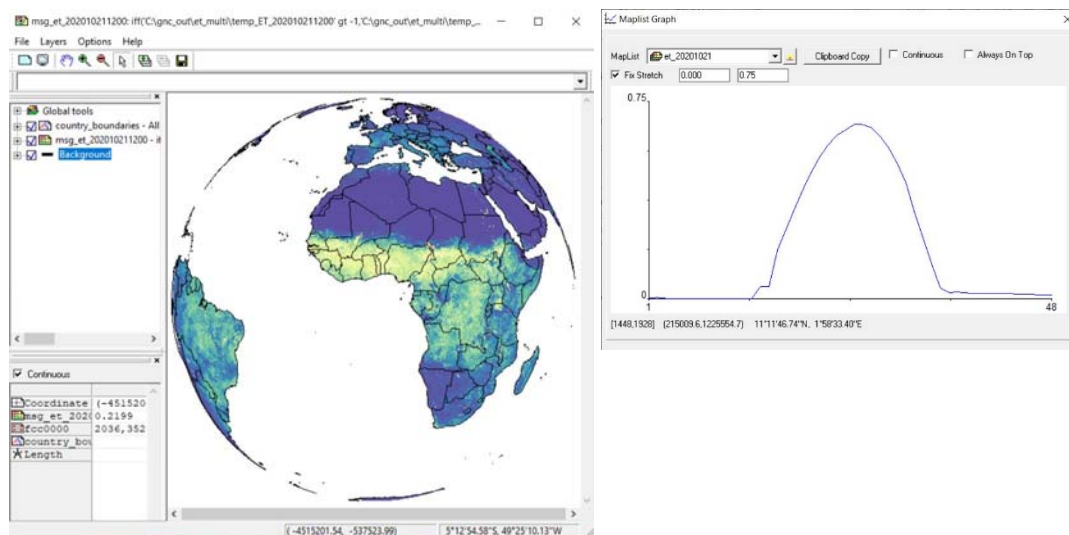 msg_et_202010211200: iff('C:\gnc_out\et_multi\temp_ET_202010211200' gt -1,'C:\gnc_out\et_multi\temp_...
File Layers Options Help
Global tools
country_boundaries - All
msg_et_202010211200 - if
Background
Continuous
Coordinate (-451520
msg_et_202 0.2199
fcc0000 2036,352
country_bou
Length
(-4515201.54, -537523.99) 5°12'54.58"S, 49°25'10.13"W
Maplist Graph
MapList et_20201021 Clipboard Copy Continuous Always On Top
Fix Stretch 0.000 0.75
0.75
0
1 48
[1448,1928] (215009.6,1225554.7) 11°11'46.74"N, 1°58'33.40"E